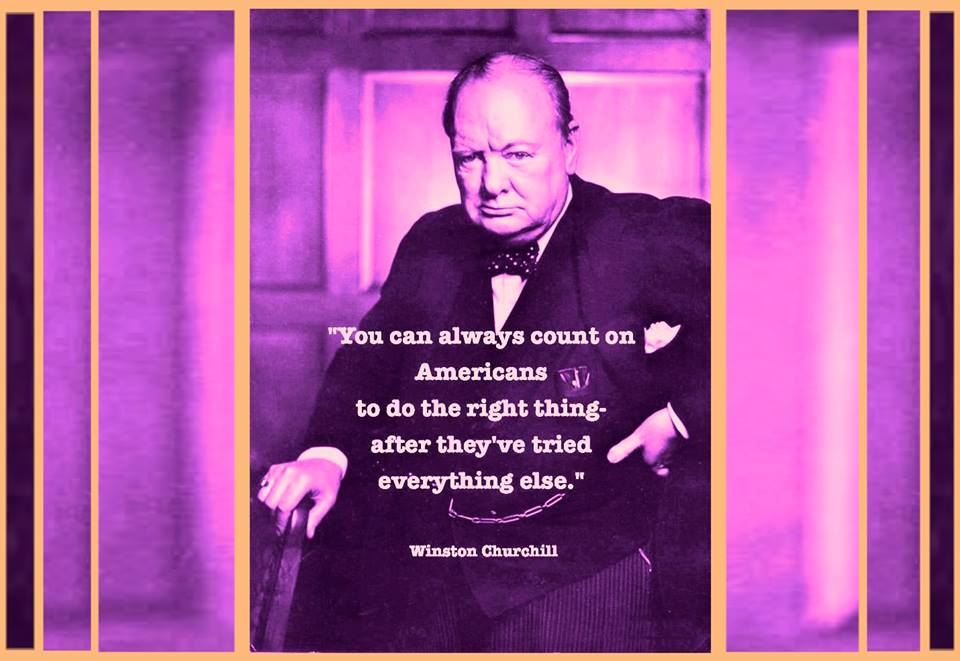 "You can always count on
Americans
to do the right thing-
after they've tried
everything else."
Winston Churchill